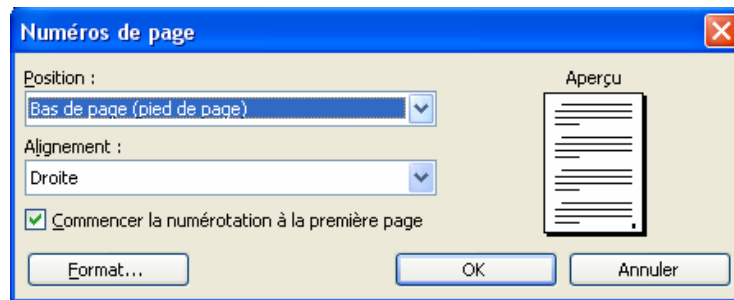 Numéros de page
Position :
Aperçu
Bas de page (pied de page)
Alignement :
Droite
Commencer la numérotation à la première page
Format...
OK
Annuler